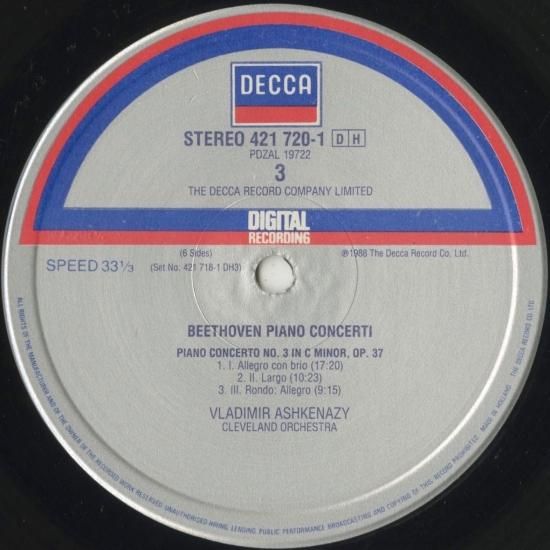 DECCA
STEREO 421 720-1 D H
PDZAL 19722
3
THE DECCA RECORD COMPANY LIMITED
DIGITAL
RECORDING
(6 Sides)
℗1988 The Decca Record Co. Ltd.
SPEED 33 1/3
(Set No. 421 718-1 DH3)
BEETHOVEN PIANO CONCERTI
PIANO CONCERTO NO. 3 IN C MINOR, OP. 37
1. I. Allegro con brio (17:20)
2. II. Largo (10:23)
3. III. Rondo: Allegro (9:15)
VLADIMIR ASHKENAZY
CLEVELAND ORCHESTRA
ALL RIGHTS OF THE MANUFACTURER AND OF THE OWNER OF THE RECORDED WORK RESERVED UNAUTHORISED HIRING, LENDING, PUBLIC PERFORMANCE BROADCASTING AND COPYING OF THIS RECORD PROHIBITED MADE IN HOLLAND. THE DECCA RECORD CO. LTD.